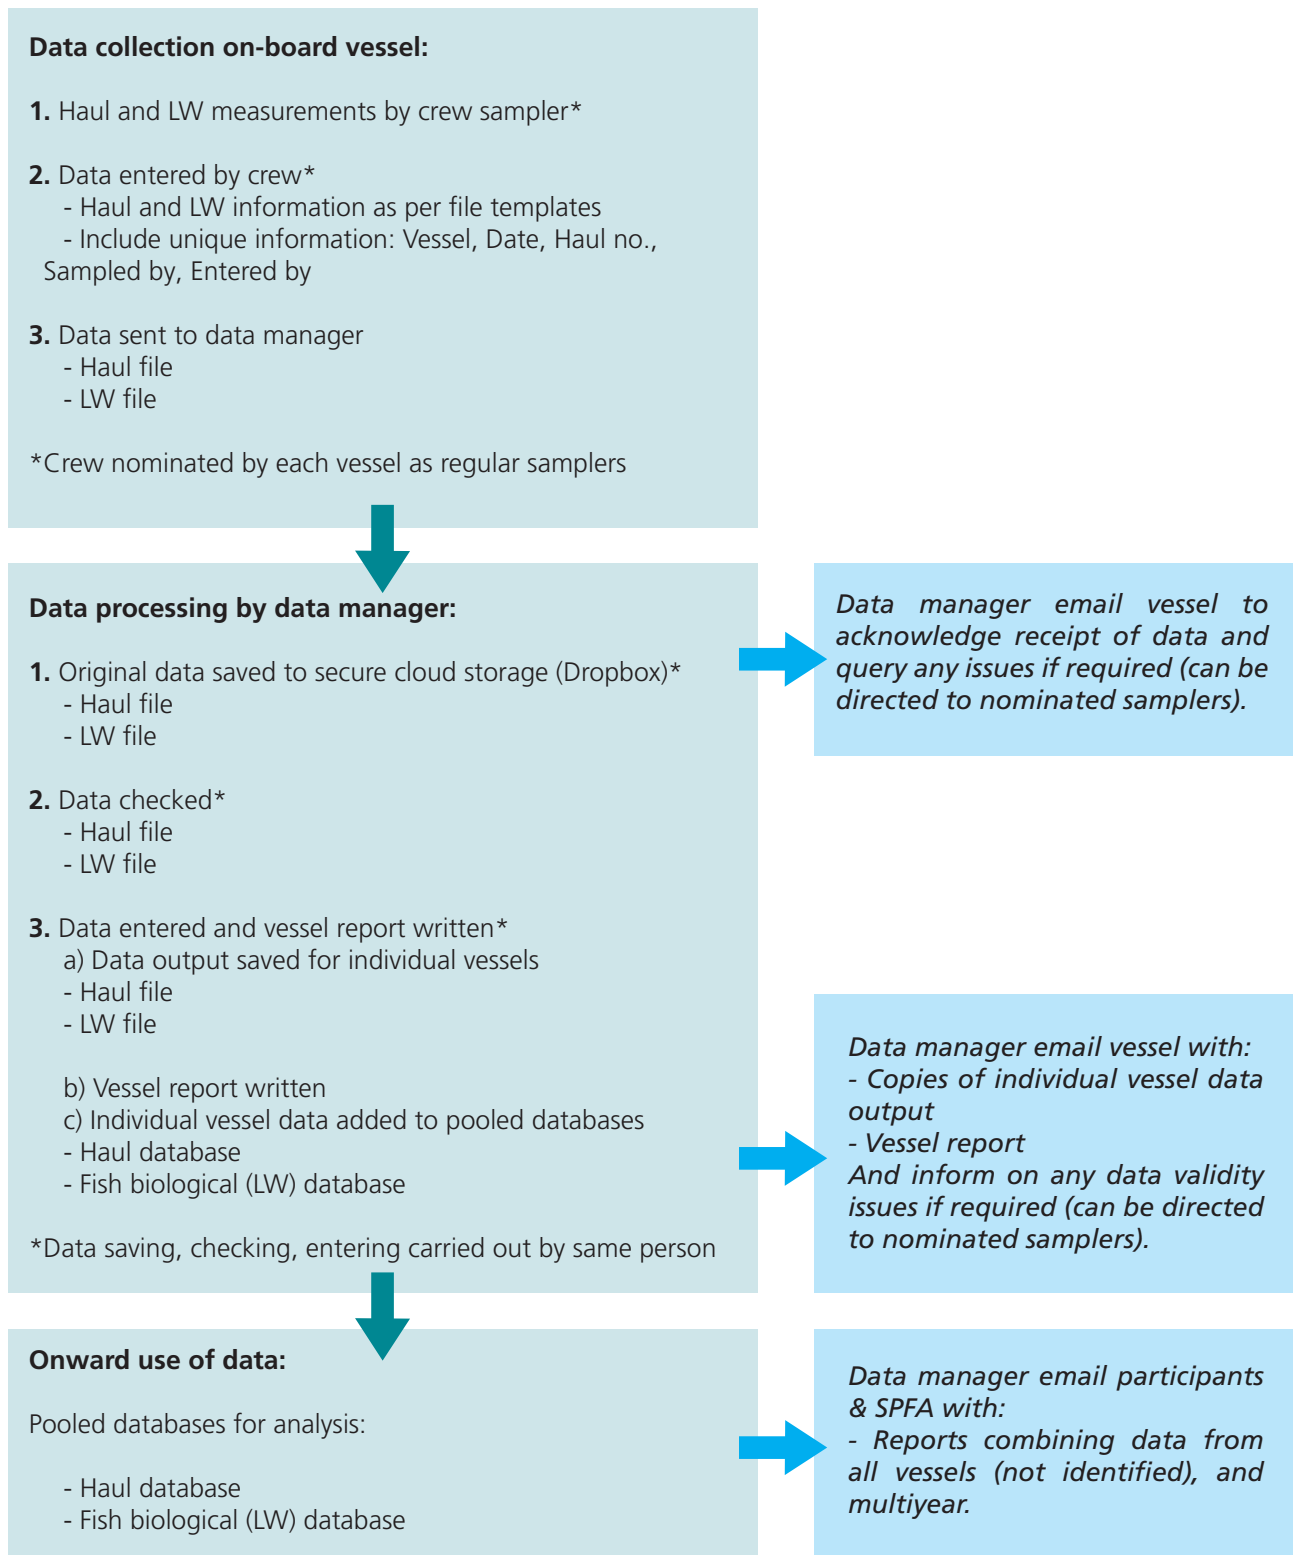 Data collection on-board vessel:
1. Haul and LW measurements by crew sampler*
2. Data entered by crew*
- Haul and LW information as per file templates
- Include unique information: Vessel, Date, Haul no.,
Sampled by, Entered by
3. Data sent to data manager
- Haul file
- LW file
*Crew nominated by each vessel as regular samplers
Data processing by data manager:
1. Original data saved to secure cloud storage (Dropbox)*
- Haul file
- LW file
2. Data checked*
- Haul file
- LW file
3. Data entered and vessel report written*
a) Data output saved for individual vessels
- Haul file
- LW file
b) Vessel report written
c) Individual vessel data added to pooled databases
- Haul database
- Fish biological (LW) database
*Data saving, checking, entering carried out by same person
Data manager email vessel to
acknowledge receipt of data and
query any issues if required (can be
directed to nominated samplers).
Data manager email vessel with:
- Copies of individual vessel data
output
- Vessel report
And inform on any data validity
issues if required (can be directed
to nominated samplers).
Onward use of data:
Pooled databases for analysis:
- Haul database
- Fish biological (LW) database
Data manager email participants
& SPFA with:
- Reports combining data from
all vessels (not identified), and
multiyear.